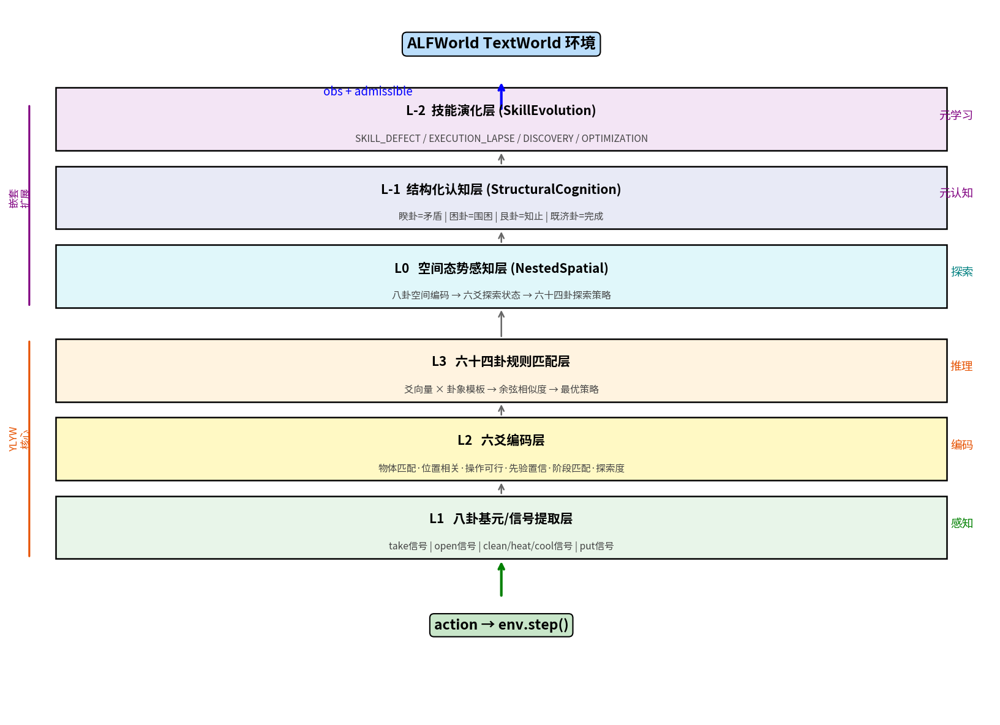 ALFWorld TextWorld 环境
obs + admissible
L-2 技能演化层 (SkillEvolution)
元学习
SKILL_DEFECT / EXECUTION_LAPSE / DISCOVERY / OPTIMIZATION
L-1 结构化认知层 (StructuralCognition)
元认知
睽卦=矛盾 | 困卦=围困 | 艮卦=知止 | 既济卦=完成
嵌套
扩展
L0 空间态势感知层 (NestedSpatial)
探索
八卦空间编码 → 六爻探索状态 → 六十四卦探索策略
L3 六十四卦规则匹配层
推理
爻向量 × 卦象模板 → 余弦相似度 → 最优策略
L2 六爻编码层
编码
物体匹配·位置相关·操作可行·先验置信·阶段匹配·探索度
YLYW
核心
L1 八卦基元/信号提取层
感知
take信号 | open信号 | clean/heat/cool信号 | put信号
action → env.step()